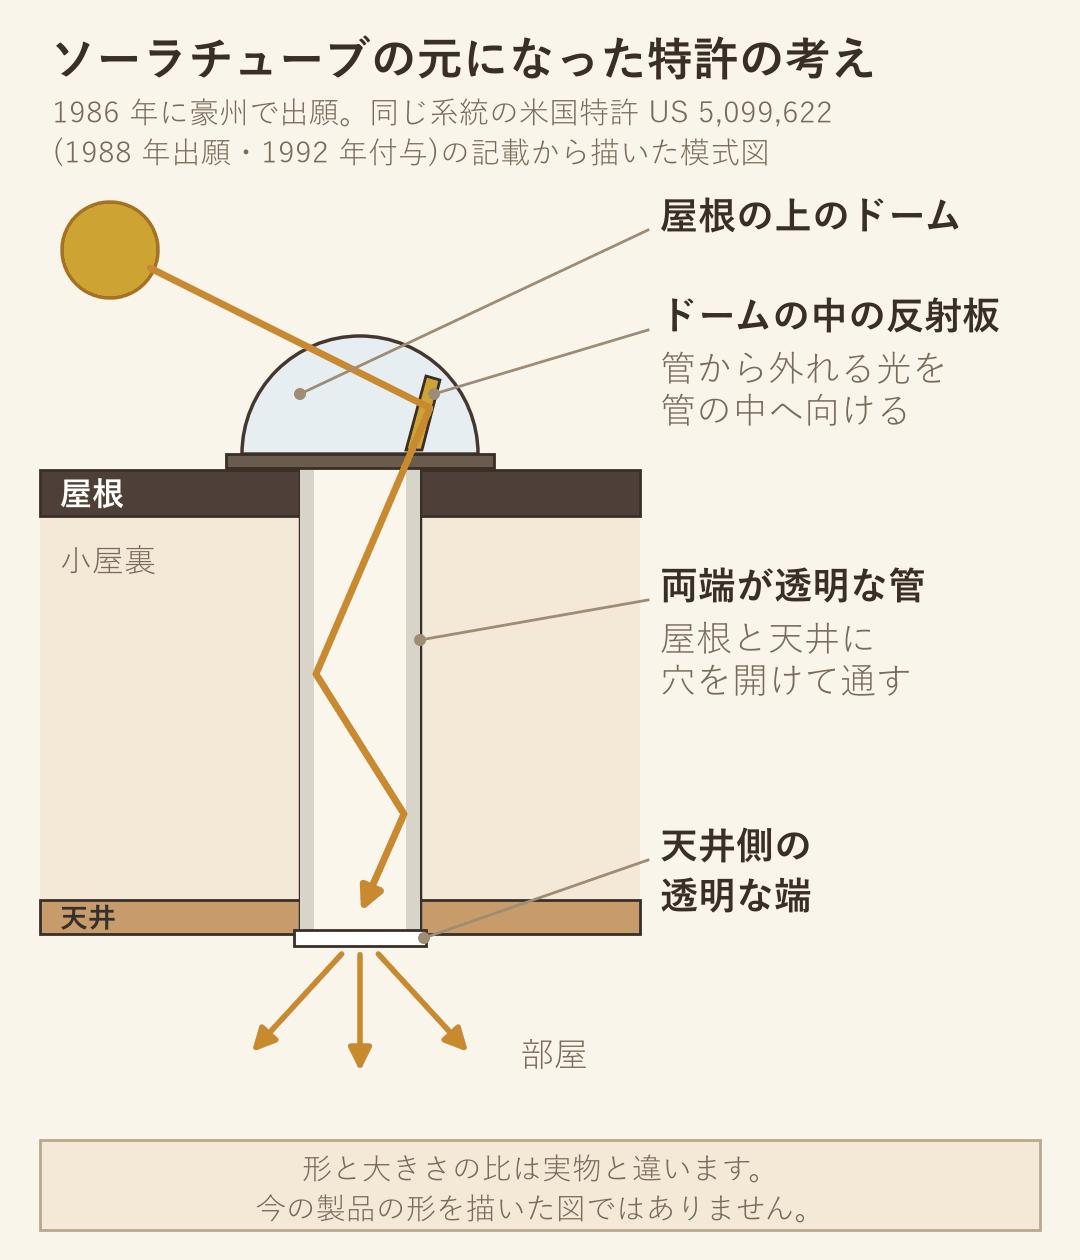 ソーラチューブの元になった特許の考え
1986 年に豪州で出願。同じ系統の米国特許 US 5,099,622
(1988 年出願・1992 年付与)の記載から描いた模式図
屋根の上のドーム
ドームの中の反射板
管から外れる光を
管の中へ向ける
屋根
小屋裏
両端が透明な管
屋根と天井に
穴を開けて通す
天井側の
透明な端
天井
部屋
形と大きさの比は実物と違います。
今の製品の形を描いた図ではありません。